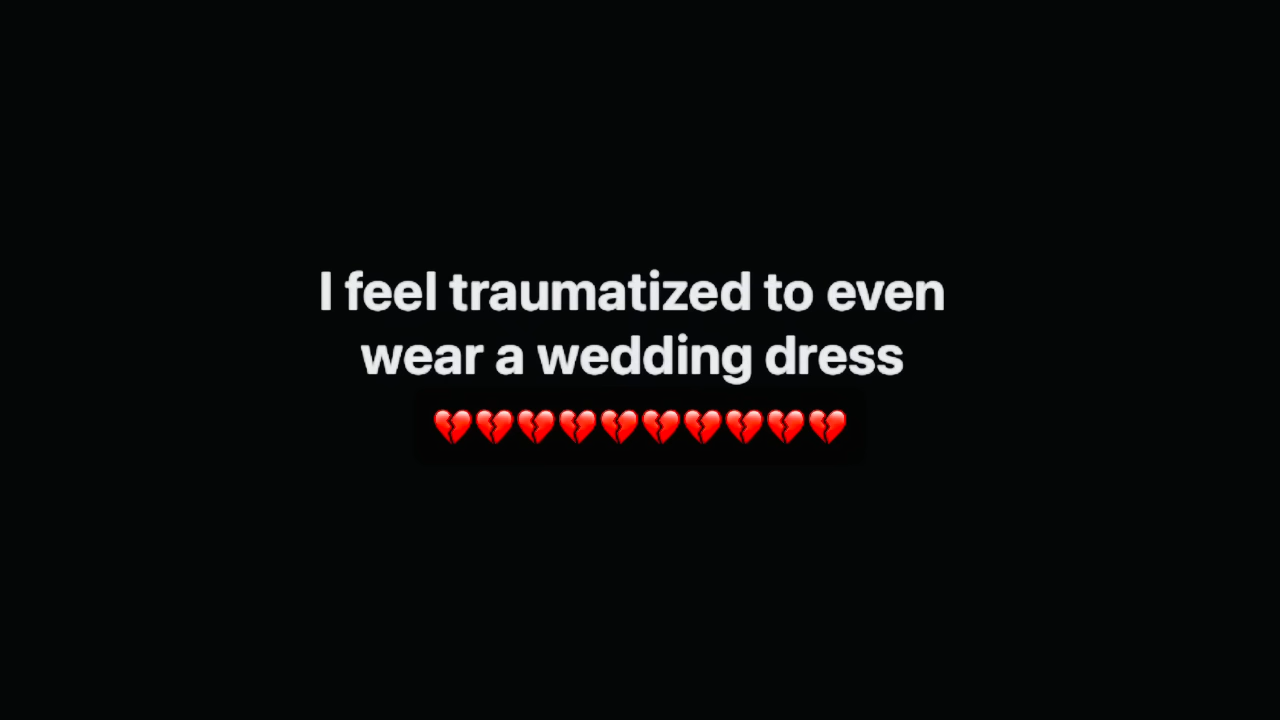 I feel traumatized to even
wear a wedding dress
💔💔💔💔💔💔💔💔💔💔